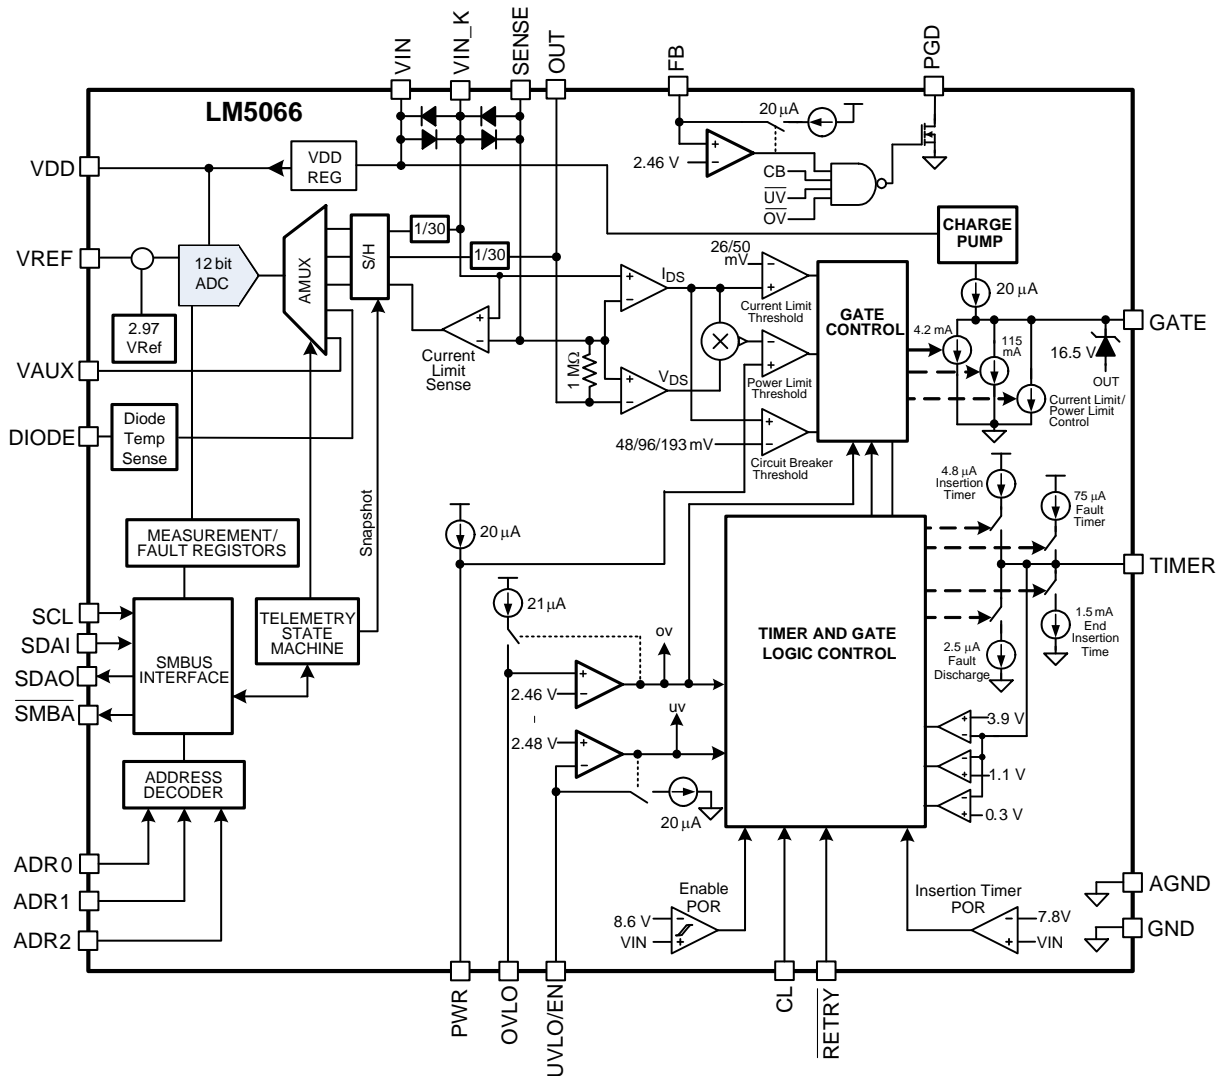 VIN
VIN_K
SENSE
OUT
FB
PGD
LM5066
20 µA
VDD
VDD
REG
2.46 V
CB
UV
OV
VREF
12 bit
ADC
AMUX
S/H
1/30
1/30
26/50
mV
CHARGE
PUMP
2.97
VRef
IDS
Current Limit
Threshold
GATE
CONTROL
20 µA
4.2 mA
115
mA
16.5 V
OUT
GATE
VAUX
Current
Limit
Sense
1 MΩ
VDS
Power Limit
Threshold
Current Limit/
Power Limit
Control
DIODE
Diode
Temp
Sense
48/96/193 mV
Circuit Breaker
Threshold
4.8 µA
Insertion
Timer
75 µA
Fault
Timer
Snapshot
20 µA
MEASUREMENT/
FAULT REGISTORS
TIMER
SCL
SDAI
SDAO
SMBA
SMBUS
INTERFACE
TELEMETRY
STATE
MACHINE
21 µA
OV
2.46 V
TIMER AND GATE
LOGIC CONTROL
2.5 µA
Fault
Discharge
1.5 mA
End
Insertion
Time
UV
2.48 V
20 µA
3.9 V
1.1 V
0.3 V
ADDRESS
DECODER
ADR0
ADR1
ADR2
Enable
POR
8.6 V
VIN
Insertion Timer
POR
7.8V
VIN
AGND
GND
PWR
OVLO
UVLO/EN
CL
RETRY